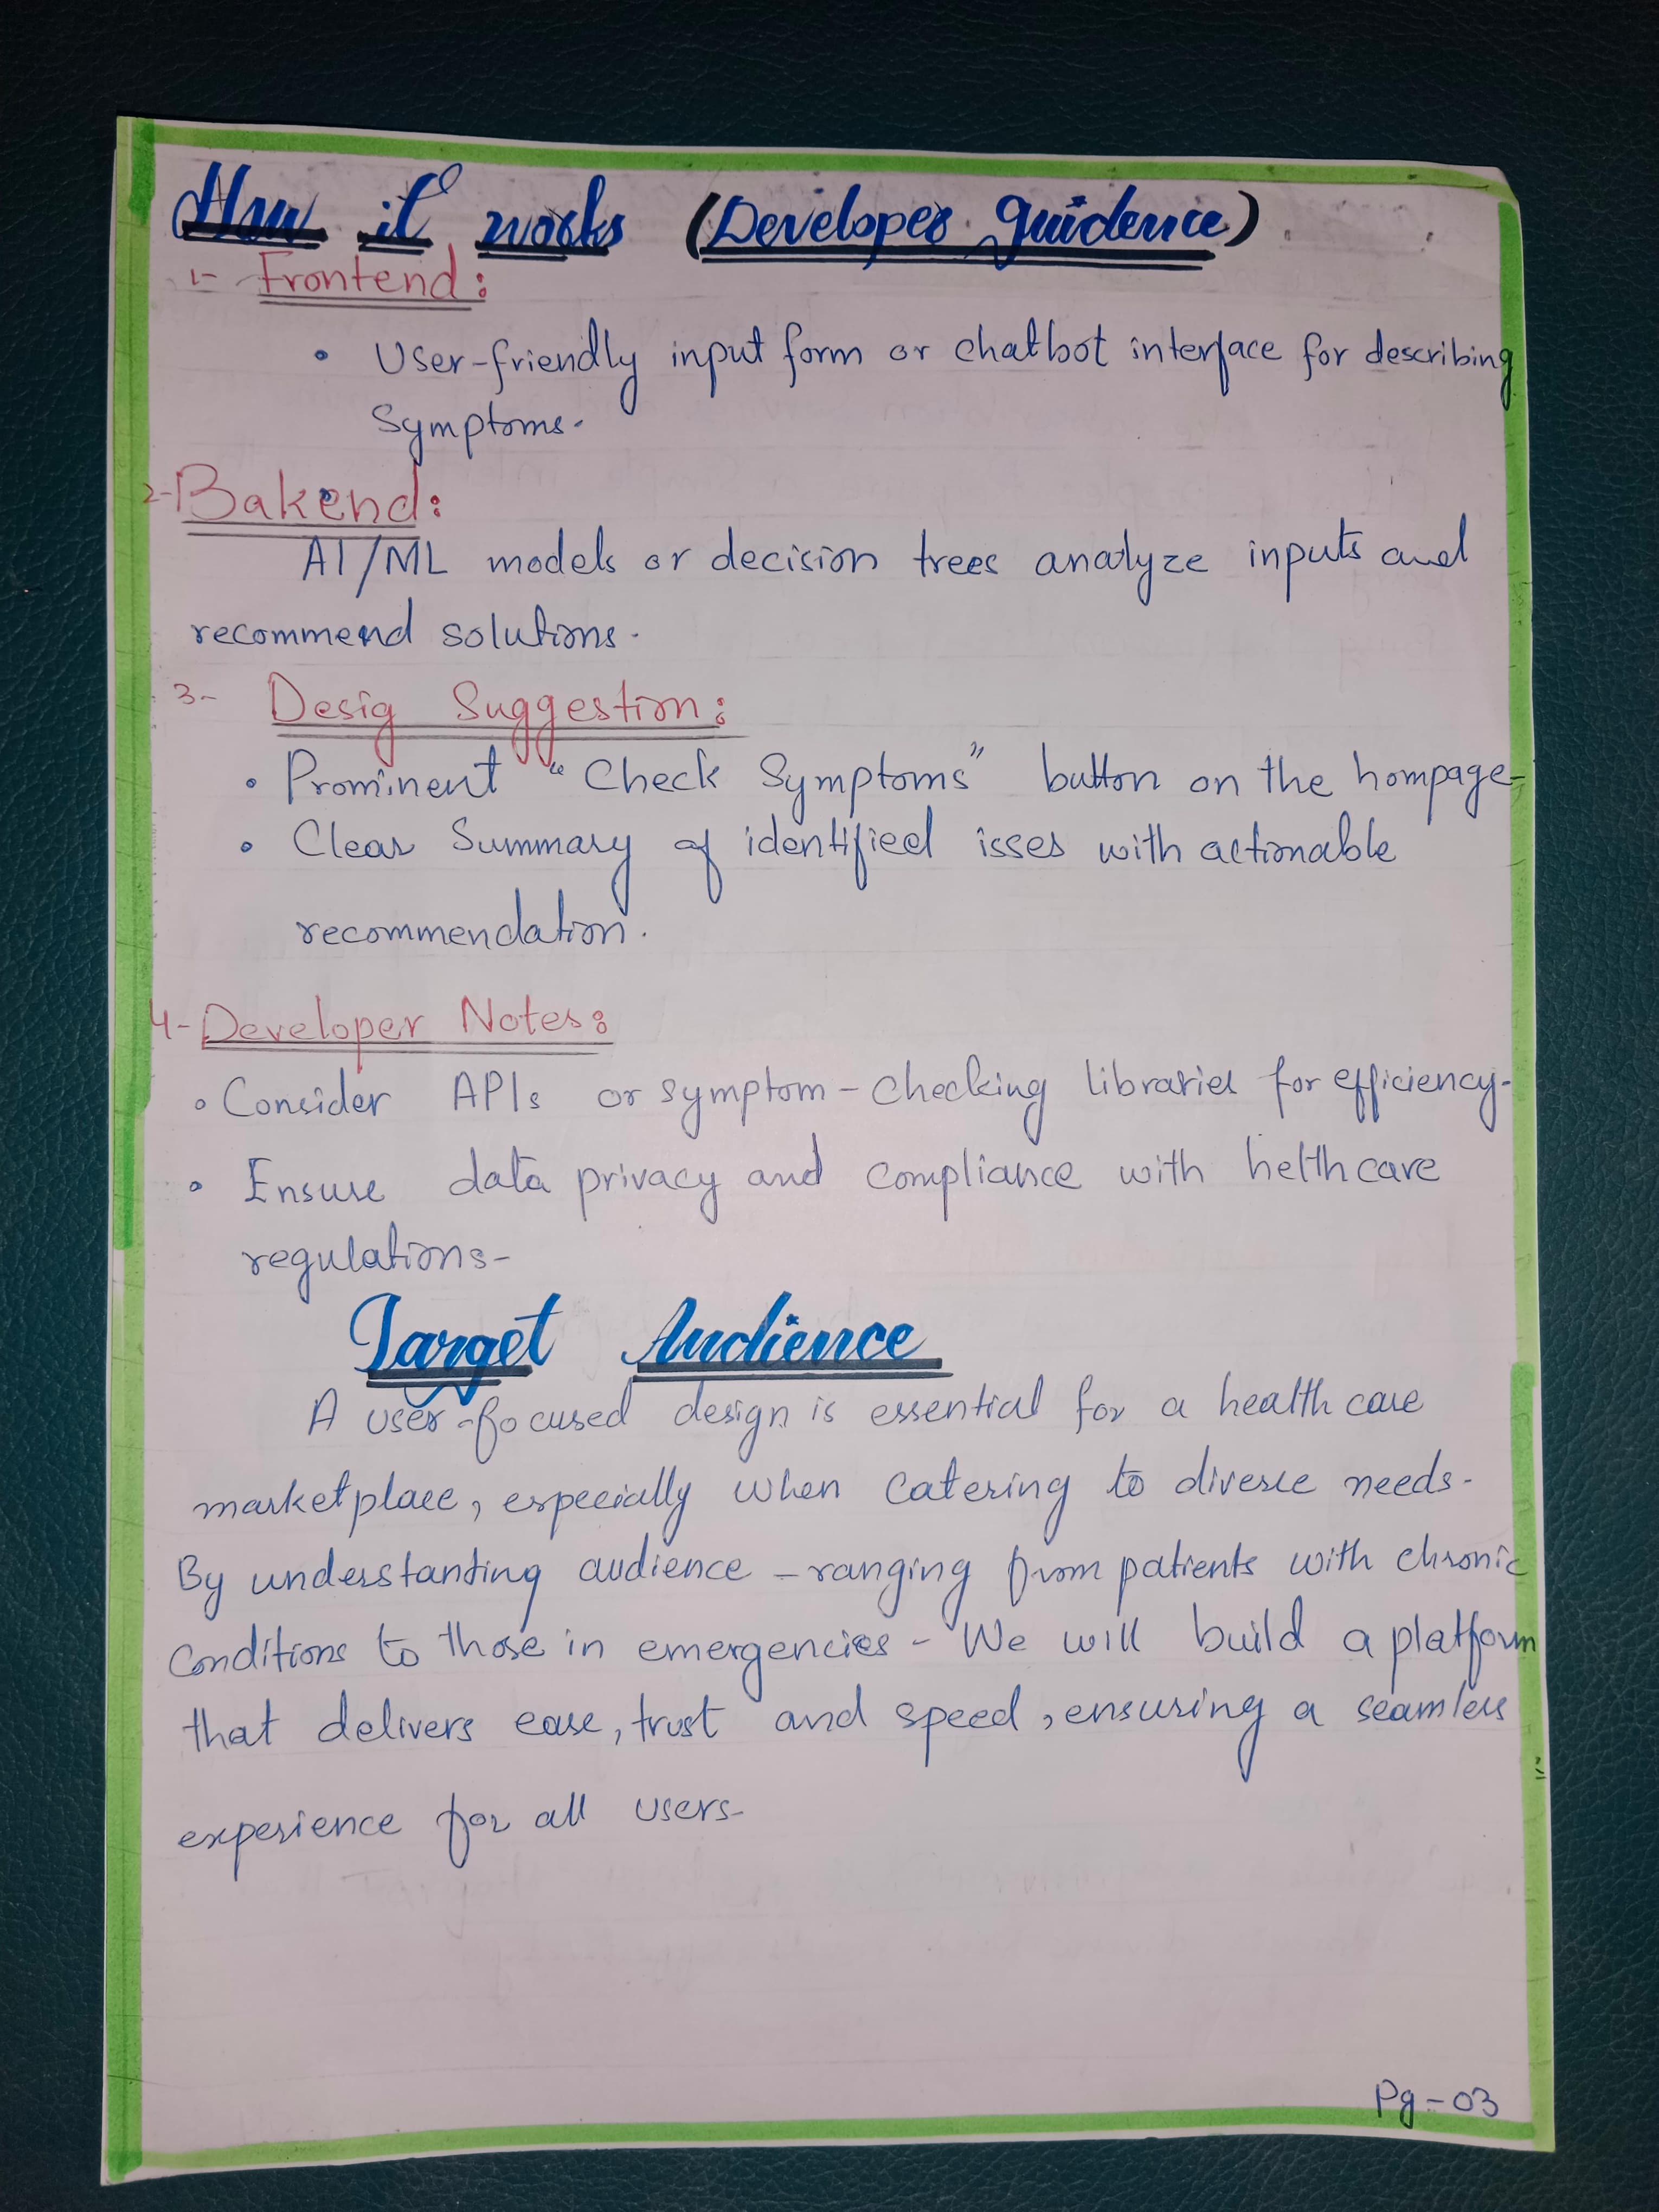 How it works (Developer guidence).
1- Frontend:
• User-friendly input form or chatbot interface for describing
Symptoms.
2- Bakend:
AI/ML models or decision trees analyze inputs and
recommend solutions.
3- Desig Suggestion:
• Prominent "Check Symptoms" button on the hompage-
• Clear Summary of identified isses with actionable
recommendation.
4- Developer Notes:
• Consider APIs or symptom-checking libraries for efficiency-
• Ensure data privacy and compliance with helthcare
regulations-
Target Audience
A user-focused design is essential for a healthcare
marketplace, especially when catering to diverse needs-
By understanting audience - ranging from patients with chronic
conditions to those in emergencies - We will build a platform
that delivers ease, trust and speed, ensuring a seamless
experience for all users-
Pg-03